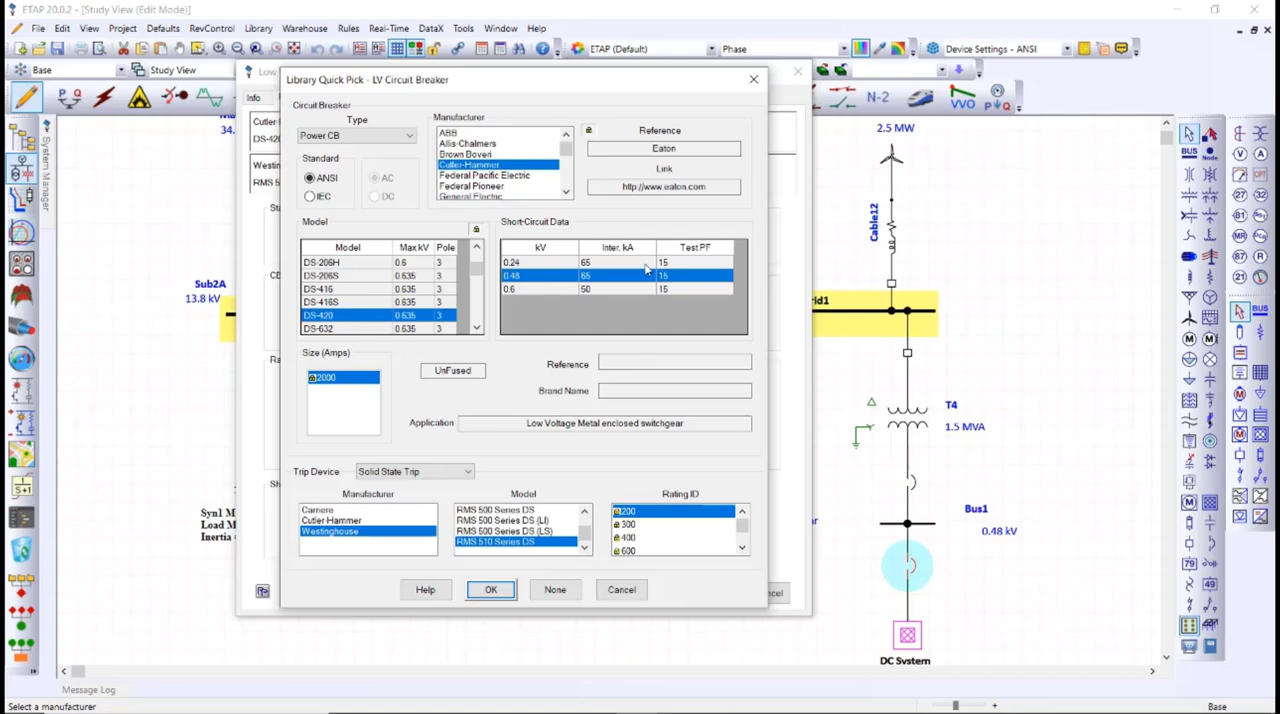 ETAP 20.0.2 - [Study View (Edit Mode)]
File Edit View Project Defaults RevControl Library Warehouse Rules Real-Time DataX Tools Window Help
ETAP (Default) Phase Device Settings - ANSI
Base Study View
N-2 VVO
System Manager
Info
Library Quick Pick - LV Circuit Breaker
Circuit Breaker
Type
Power CB
Standard
ANSI
IEC
AC
DC
Manufacturer
ABB
Allis-Chalmers
Brown Boveri
Cutler-Hammer
Federal Pacific Electric
Federal Pioneer
General Electric
Reference
Eaton
Link
http://www.eaton.com
Model
Model Max kV Pole
DS-206H 0.6 3
DS-206S 0.635 3
DS-416 0.635 3
DS-416S 0.635 3
DS-420 0.635 3
DS-632 0.635 3
Short-Circuit Data
kV Inter. kA Test PF
0.24 65 15
0.48 65 15
0.6 50 15
Size (Amps)
2000
UnFused
Reference
Brand Name
Application Low Voltage Metal enclosed switchgear
Trip Device Solid State Trip
Manufacturer
Carriere
Cutler-Hammer
Westinghouse
Model
RMS 500 Series DS
RMS 500 Series DS (LI)
RMS 500 Series DS (LS)
RMS 510 Series DS
Rating ID
200
300
400
600
Help OK None Cancel
Sub2A
13.8 kV
34.
2.5 MW
Cable12
T4
1.5 MVA
Bus1
0.48 kV
DC System
Message Log
Select a manufacturer
Base